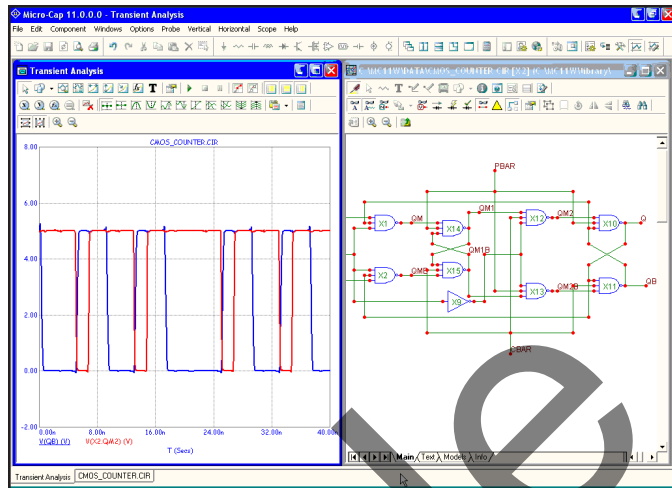 Micro-Cap 11.0.0.0 - Transient Analysis
File Edit Component Windows Options Probe Vertical Horizontal Scope Help
Transient Analysis
CMOS_COUNTER.CIR
8.00
6.00
4.00
2.00
0.00
-2.00
0.00n 8.00n 16.00n 24.00n 32.00n 40.00n
V(QB) (V) V(X2.QM2) (V)
T (Secs)
PBAR
X1
QM
X14
QM1
X12
QM2
X10
Q
X2
X15
QM1B
X9
X13
X11
QB
CBAR
Main Text Models Info
Transient Analysis CMOS_COUNTER.CIR